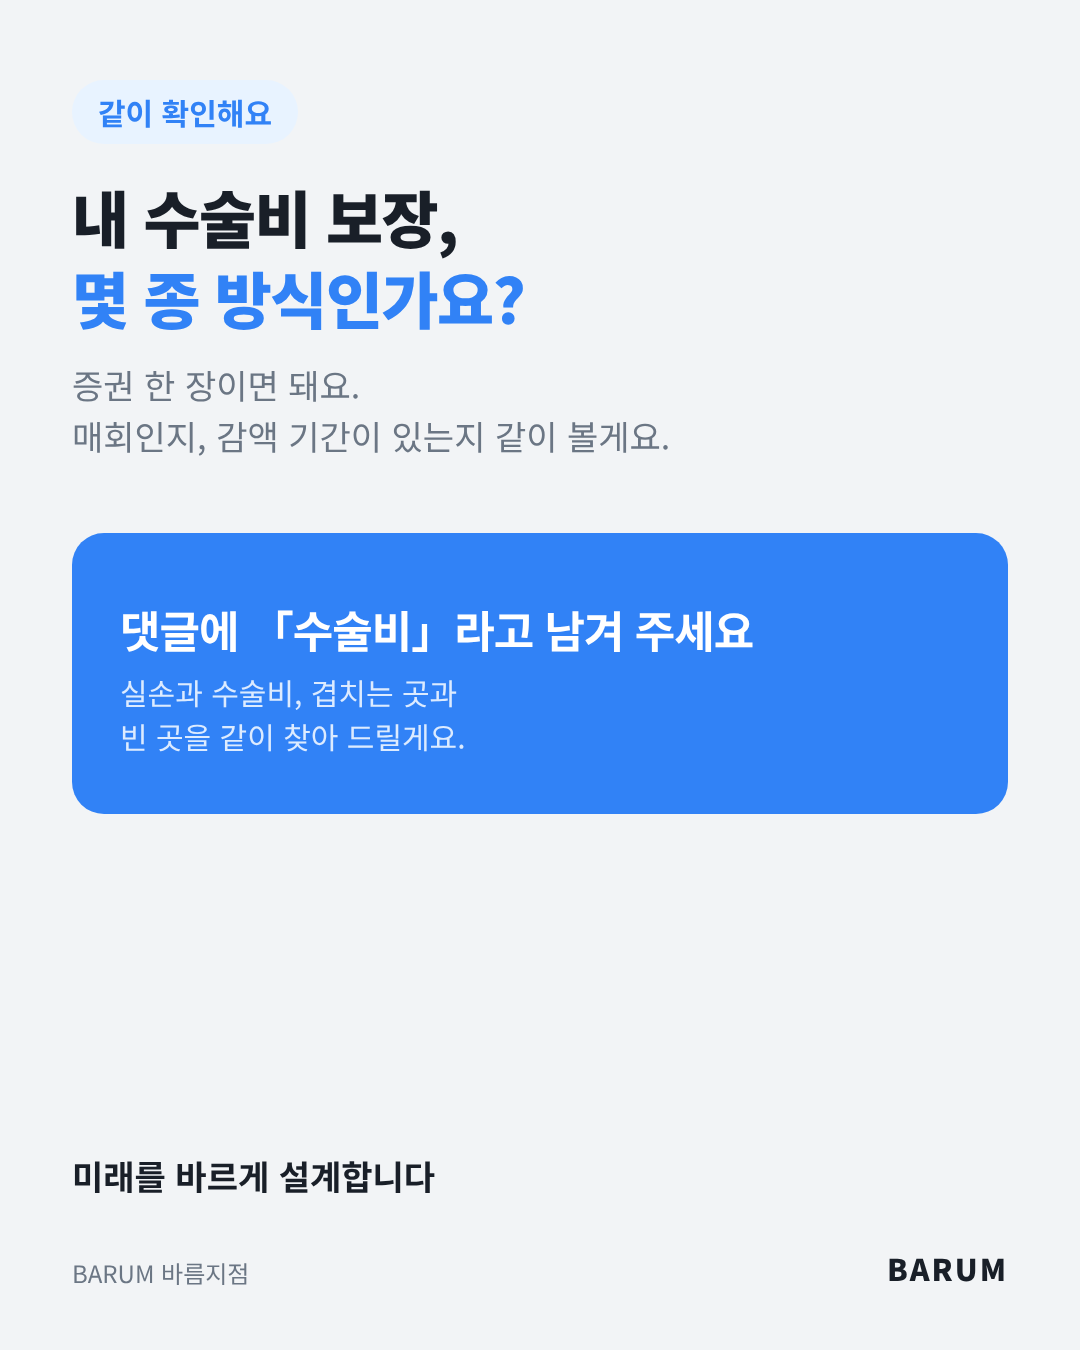 같이 확인해요
내 수술비 보장,
몇 종 방식인가요?
증권 한 장이면 돼요.
매회인지, 감액 기간이 있는지 같이 볼게요.
댓글에 「수술비」라고 남겨 주세요
실손과 수술비, 겹치는 곳과
빈 곳을 같이 찾아 드릴게요.
미래를 바르게 설계합니다
BARUM 바름지점
BARUM